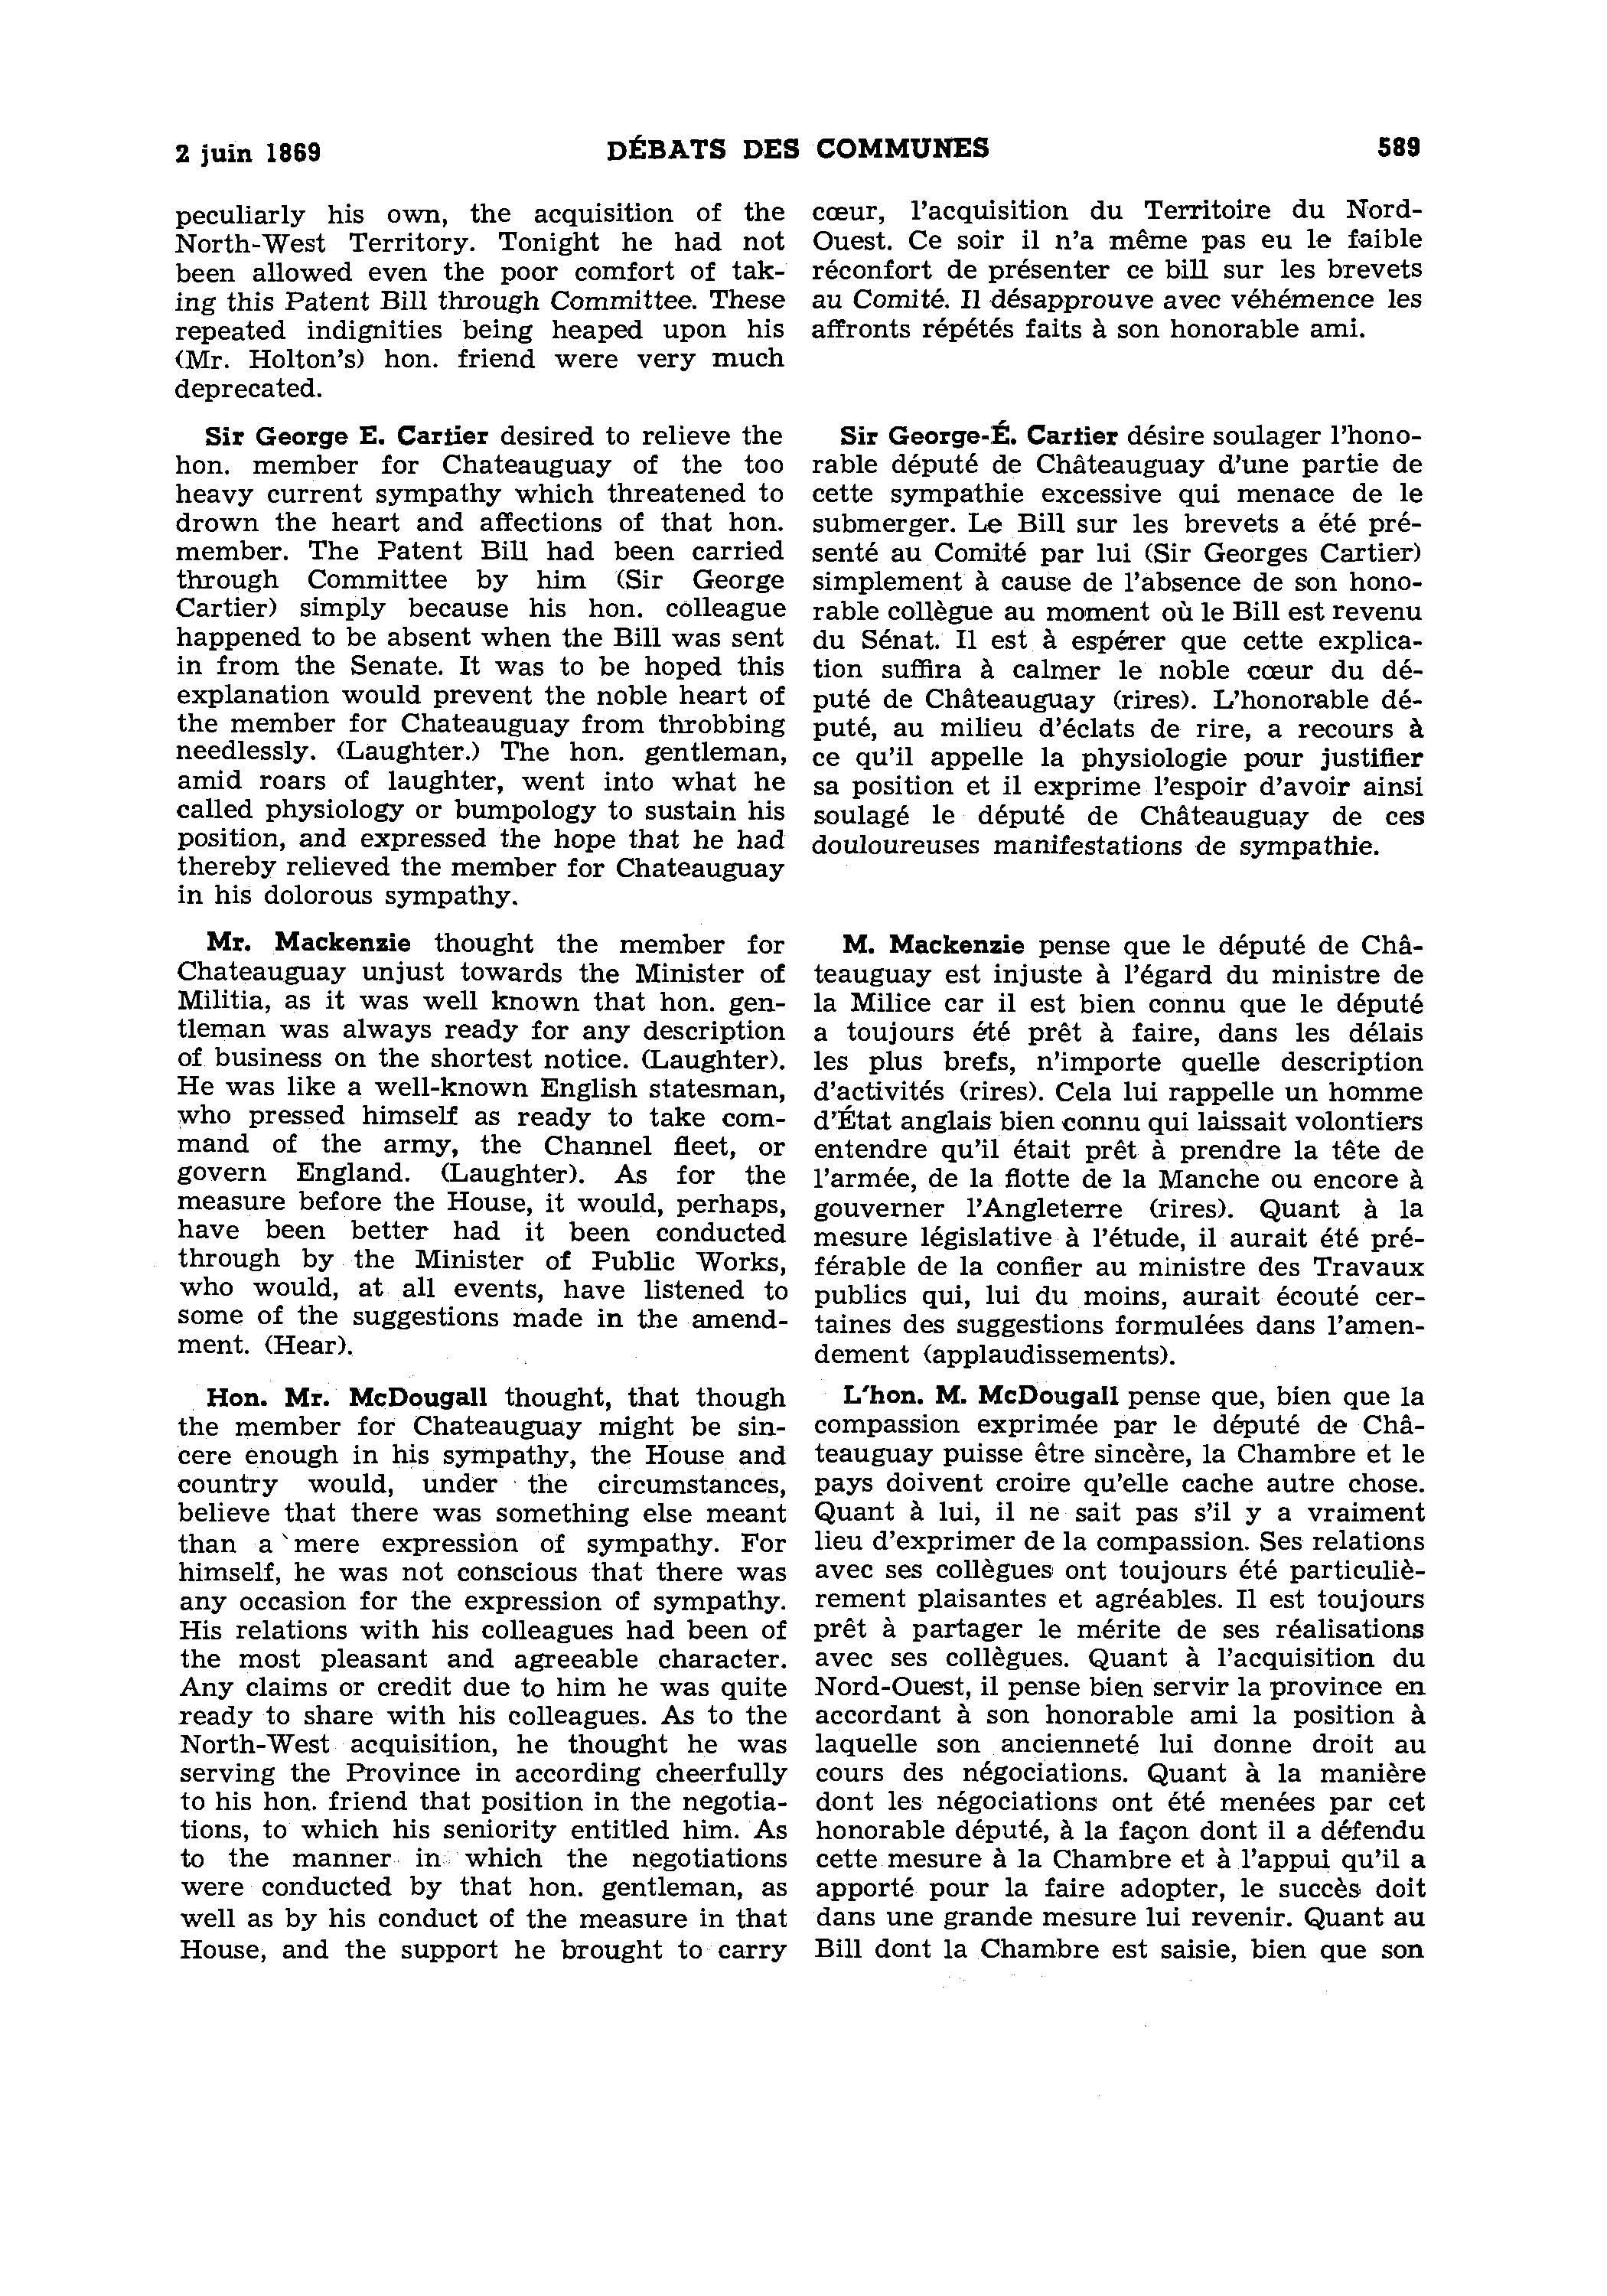 2 juin 1869
DÉBATS DES COMMUNES
589
peculiarly his own, the acquisition of the
North-West Territory. Tonight he had not
been allowed even the poor comfort of tak-
ing this Patent Bill through Committee. These
repeated indignities being heaped upon his
(Mr. Holton's) hon. friend were very much
deprecated.
Sir George E. Cartier desired to relieve the
hon. member for Chateauguay of the too
heavy current sympathy which threatened to
drown the heart and affections of that hon.
member. The Patent Bill had been carried
through Committee by him (Sir George
Cartier) simply because his hon. colleague
happened to be absent when the Bill was sent
in from the Senate. It was to be hoped this
explanation would prevent the noble heart of
the member for Chateauguay from throbbing
needlessly. (Laughter.) The hon. gentleman,
amid roars of laughter, went into what he
called physiology or bumpology to sustain his
position, and expressed the hope that he had
thereby relieved the member for Chateauguay
in his dolorous sympathy.
Mr. Mackenzie thought the member for
Chateauguay unjust towards the Minister of
Militia, as it was well known that hon. gen-
tleman was always ready for any description
of business on the shortest notice. (Laughter).
He was like a well-known English statesman,
who pressed himself as ready to take com-
mand of the army, the Channel fleet, or
govern England. (Laughter). As for the
measure before the House, it would, perhaps,
have been better had it been conducted
through by the Minister of Public Works,
who would, at all events, have listened to
some of the suggestions made in the amend-
ment. (Hear).
Hon. Mr. McDougall thought, that though
the member for Chateauguay might be sin-
cere enough in his sympathy, the House and
country would, under the circumstances,
believe that there was something else meant
than a mere expression of sympathy. For
himself, he was not conscious that there was
any occasion for the expression of sympathy.
His relations with his colleagues had been of
the most pleasant and agreeable character.
Any claims or credit due to him he was quite
ready to share with his colleagues. As to the
North-West acquisition, he thought he was
serving the Province in according cheerfully
to his hon. friend that position in the negotia-
tions, to which his seniority entitled him. As
to the manner in which the negotiations
were conducted by that hon. gentleman, as
well as by his conduct of the measure in that
House, and the support he brought to carry
cœur, l'acquisition du Territoire du Nord-
Ouest. Ce soir il n'a même pas eu le faible
réconfort de présenter ce bill sur les brevets
au Comité. Il désapprouve avec véhémence les
affronts répétés faits à son honorable ami.
Sir George-É. Cartier désire soulager l'hono-
rable député de Châteauguay d'une partie de
cette sympathie excessive qui menace de le
submerger. Le Bill sur les brevets a été pré-
senté au Comité par lui (Sir Georges Cartier)
simplement à cause de l'absence de son hono-
rable collègue au moment où le Bill est revenu
du Sénat. Il est à espérer que cette explica-
tion suffira à calmer le noble cœur du dé-
puté de Châteauguay (rires). L'honorable dé-
puté, au milieu d'éclats de rire, a recours à
ce qu'il appelle la physiologie pour justifier
sa position et il exprime l'espoir d'avoir ainsi
soulagé le député de Châteauguay de ces
douloureuses manifestations de sympathie.
M. Mackenzie pense que le député de Châ-
teauguay est injuste à l'égard du ministre de
la Milice car il est bien connu que le député
a toujours été prêt à faire, dans les délais
les plus brefs, n'importe quelle description
d'activités (rires). Cela lui rappelle un homme
d'État anglais bien connu qui laissait volontiers
entendre qu'il était prêt à prendre la tête de
l'armée, de la flotte de la Manche ou encore à
gouverner l'Angleterre (rires). Quant à la
mesure législative à l'étude, il aurait été pré-
férable de la confier au ministre des Travaux
publics qui, lui du moins, aurait écouté cer-
taines des suggestions formulées dans l'amen-
dement (applaudissements).
L'hon. M. McDougall pense que, bien que la
compassion exprimée par le député de Châ-
teauguay puisse être sincère, la Chambre et le
pays doivent croire qu'elle cache autre chose.
Quant à lui, il ne sait pas s'il y a vraiment
lieu d'exprimer de la compassion. Ses relations
avec ses collègues ont toujours été particuliè-
rement plaisantes et agréables. Il est toujours
prêt à partager le mérite de ses réalisations
avec ses collègues. Quant à l'acquisition du
Nord-Ouest, il pense bien servir la province en
accordant à son honorable ami la position à
laquelle son ancienneté lui donne droit au
cours des négociations. Quant à la manière
dont les négociations ont été menées par cet
honorable député, à la façon dont il a défendu
cette mesure à la Chambre et à l'appui qu'il a
apporté pour la faire adopter, le succès doit
dans une grande mesure lui revenir. Quant au
Bill dont la Chambre est saisie, bien que son